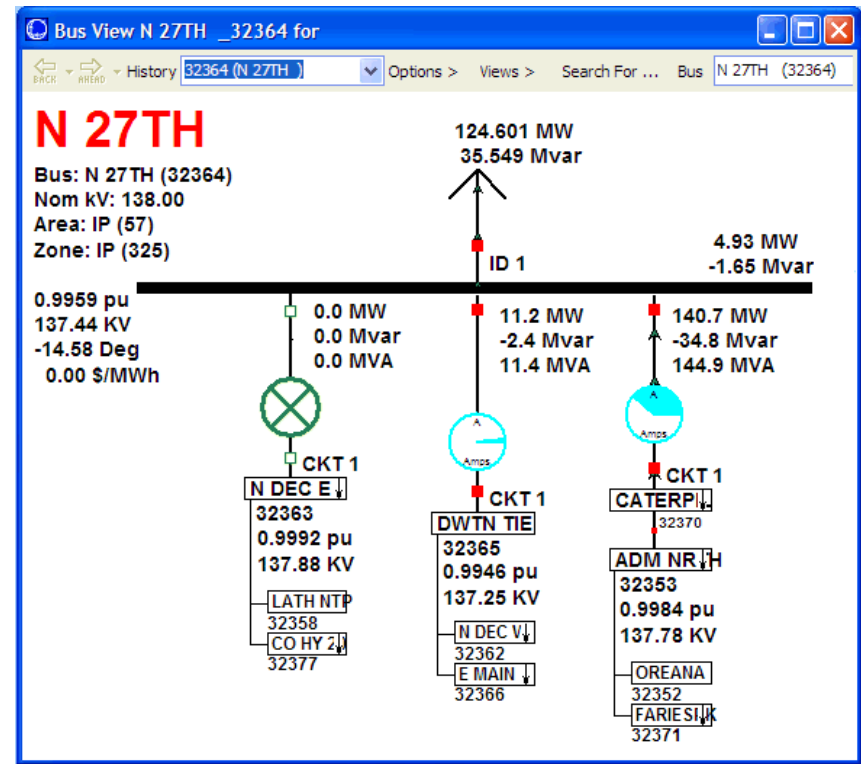 Bus View N 27TH _32364 for
BACK AHEAD History 32364 (N 27TH ) Options > Views > Search For ... Bus N 27TH (32364)
N 27TH
Bus: N 27TH (32364)
Nom kV: 138.00
Area: IP (57)
Zone: IP (325)
124.601 MW
35.549 Mvar
ID 1
4.93 MW
-1.65 Mvar
0.9959 pu
137.44 KV
-14.58 Deg
0.00 $/MWh
0.0 MW
0.0 Mvar
0.0 MVA
CKT 1
N DEC E
32363
0.9992 pu
137.88 KV
LATH NTP
32358
CO HY 2
32377
11.2 MW
-2.4 Mvar
11.4 MVA
A
Amps
CKT 1
DWTN TIE
32365
0.9946 pu
137.25 KV
N DEC W
32362
E MAIN
32366
140.7 MW
-34.8 Mvar
144.9 MVA
A
Amps
CKT 1
32370
ADM NRTH
32353
0.9984 pu
137.78 KV
OREANA
32352
32371